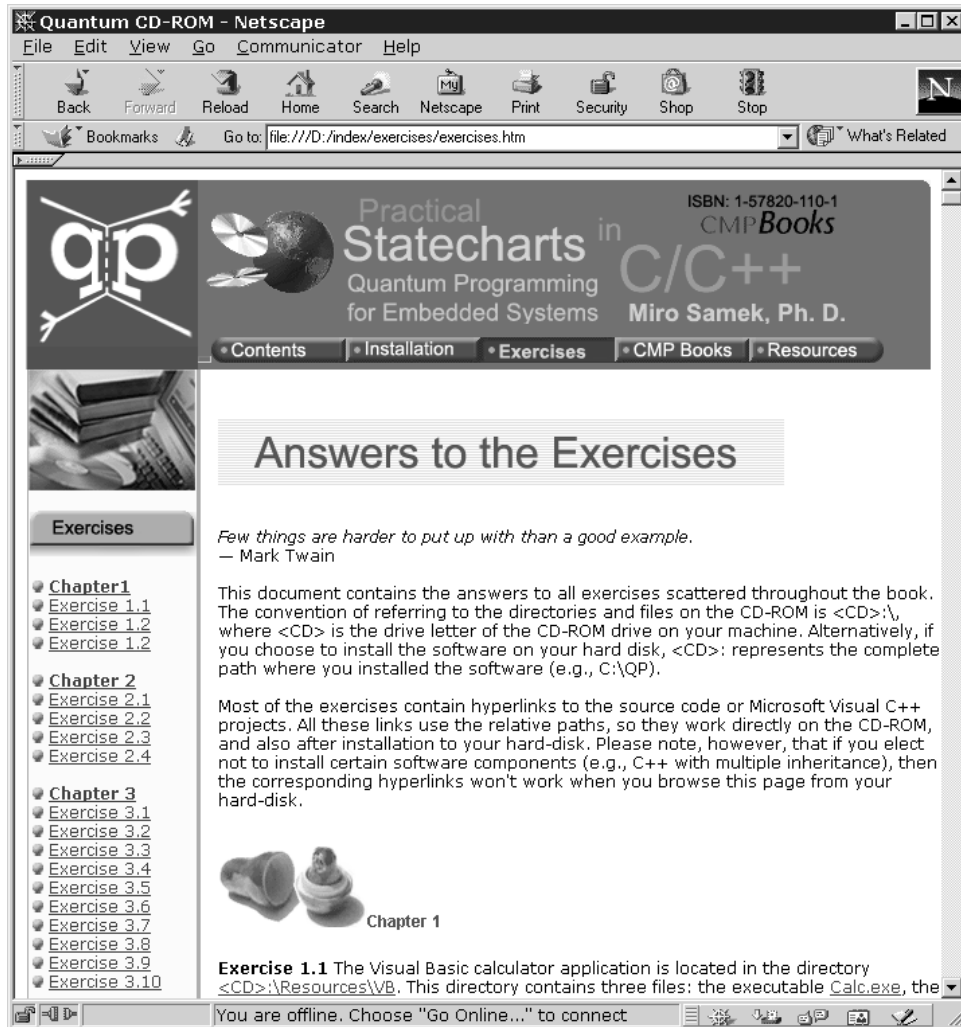 Quantum CD-ROM - Netscape
File Edit View Go Communicator Help
My
Back Forward Reload Home Search Netscape Print Security Shop Stop
N
Bookmarks Go to: file:///D:/index/exercises/exercises.htm What's Related
qp
ISBN: 1-57820-110-1
CMPBooks
Practical
Statecharts in
C/C++
Quantum Programming
for Embedded Systems
Miro Samek, Ph. D.
Contents Installation Exercises CMP Books Resources
Answers to the Exercises
Exercises
Chapter1
Exercise 1.1
Exercise 1.2
Exercise 1.2
Chapter 2
Exercise 2.1
Exercise 2.2
Exercise 2.3
Exercise 2.4
Chapter 3
Exercise 3.1
Exercise 3.2
Exercise 3.3
Exercise 3.4
Exercise 3.5
Exercise 3.6
Exercise 3.7
Exercise 3.8
Exercise 3.9
Exercise 3.10
Few things are harder to put up with than a good example.
— Mark Twain
This document contains the answers to all exercises scattered throughout the book.
The convention of referring to the directories and files on the CD-ROM is <CD>:\,
where <CD> is the drive letter of the CD-ROM drive on your machine. Alternatively, if
you choose to install the software on your hard disk, <CD>: represents the complete
path where you installed the software (e.g., C:\QP).
Most of the exercises contain hyperlinks to the source code or Microsoft Visual C++
projects. All these links use the relative paths, so they work directly on the CD-ROM,
and also after installation to your hard-disk. Please note, however, that if you elect
not to install certain software components (e.g., C++ with multiple inheritance), then
the corresponding hyperlinks won't work when you browse this page from your
hard-disk.
Chapter 1
Exercise 1.1 The Visual Basic calculator application is located in the directory
<CD>:\Resources\VB. This directory contains three files: the executable Calc.exe, the
You are offline. Choose "Go Online..." to connect